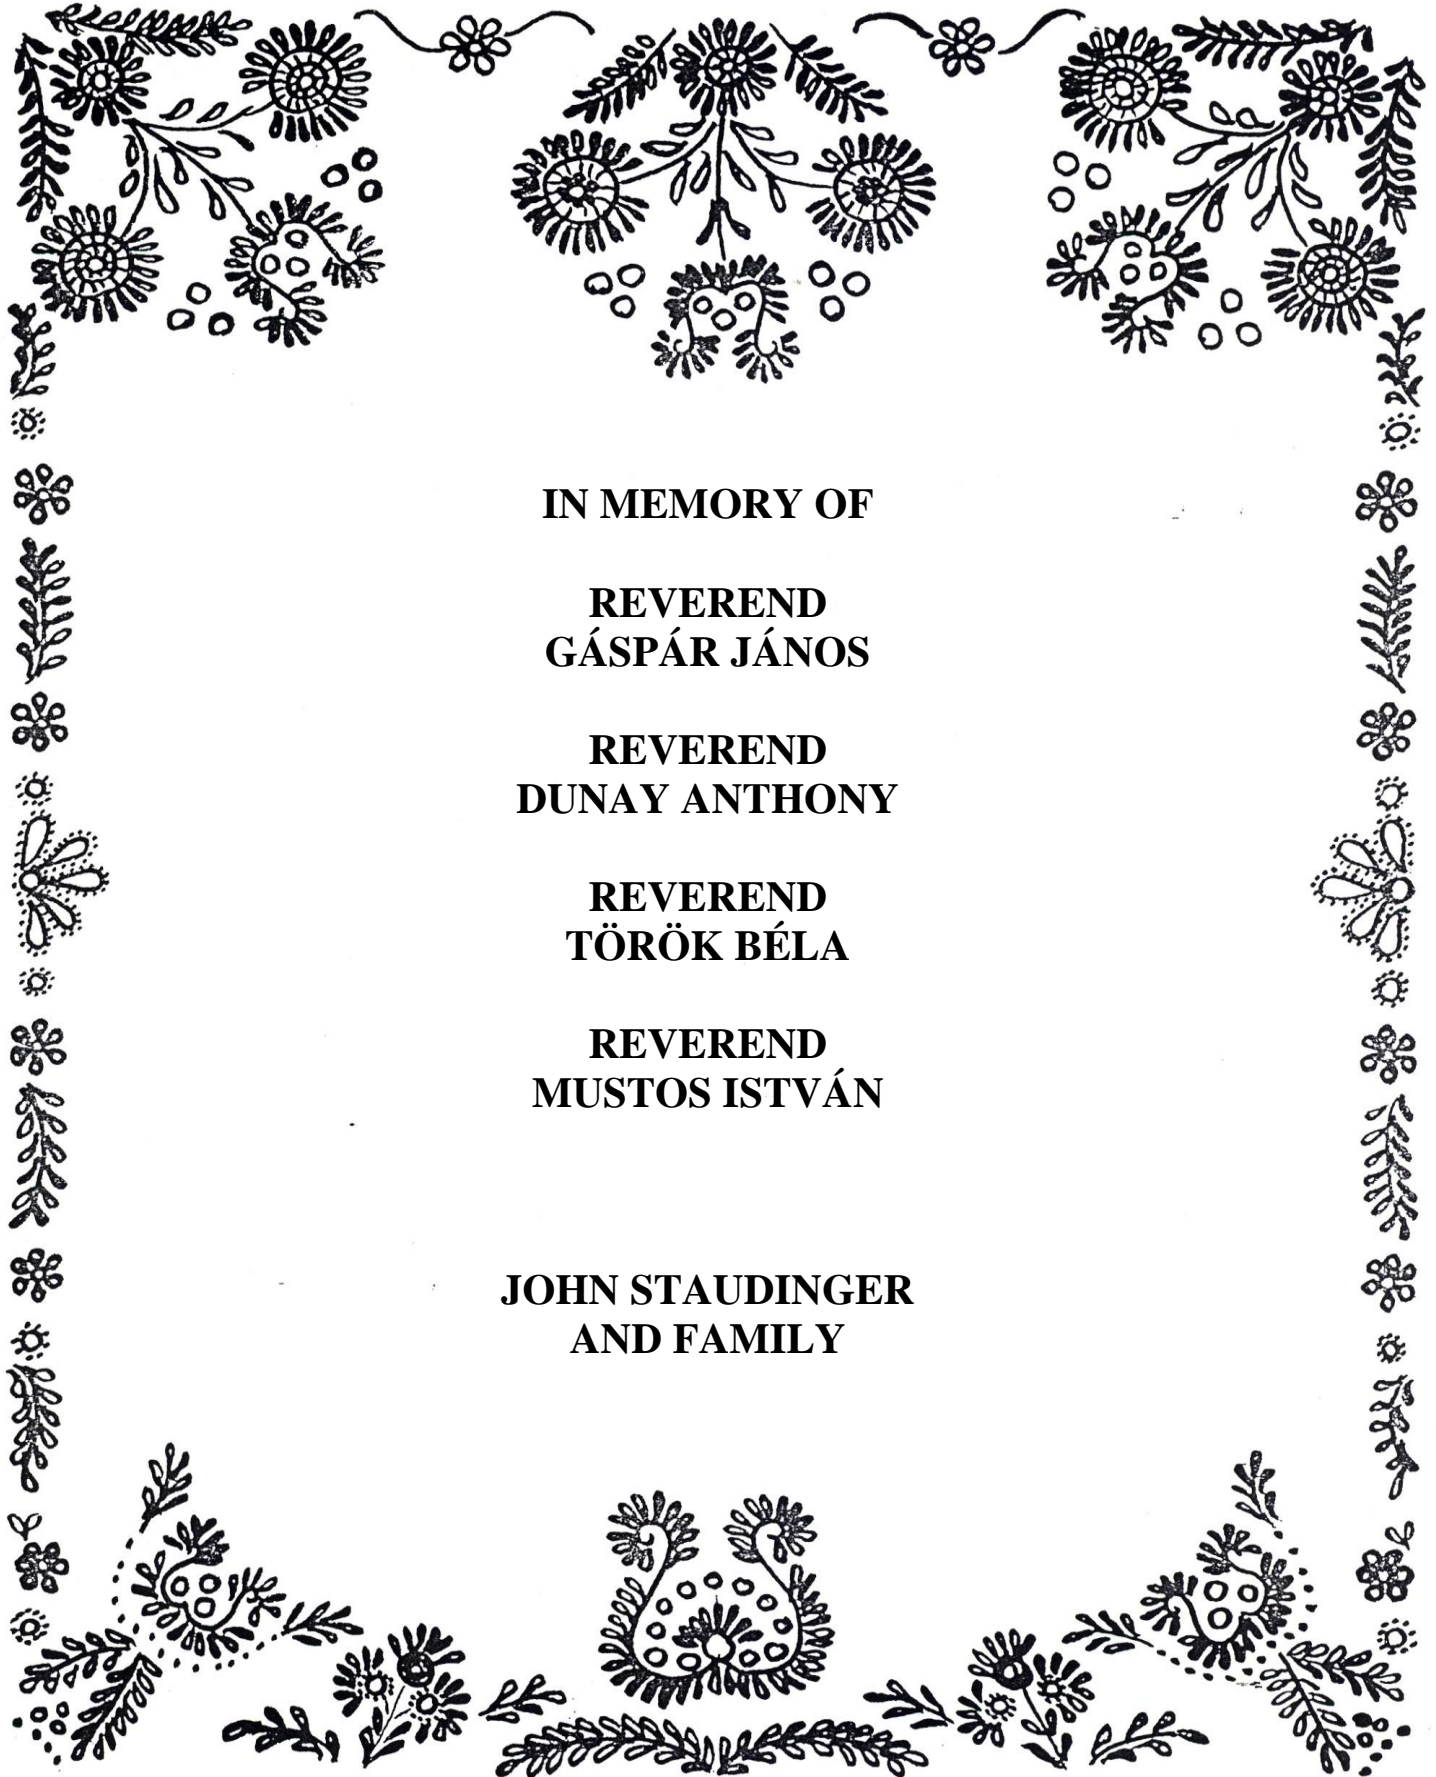 IN MEMORY OF
REVEREND
GÁSPÁR JÁNOS
REVEREND
DUNAY ANTHONY
REVEREND
TÖRÖK BÉLA
REVEREND
MUSTOS ISTVÁN
JOHN STAUDINGER
AND FAMILY